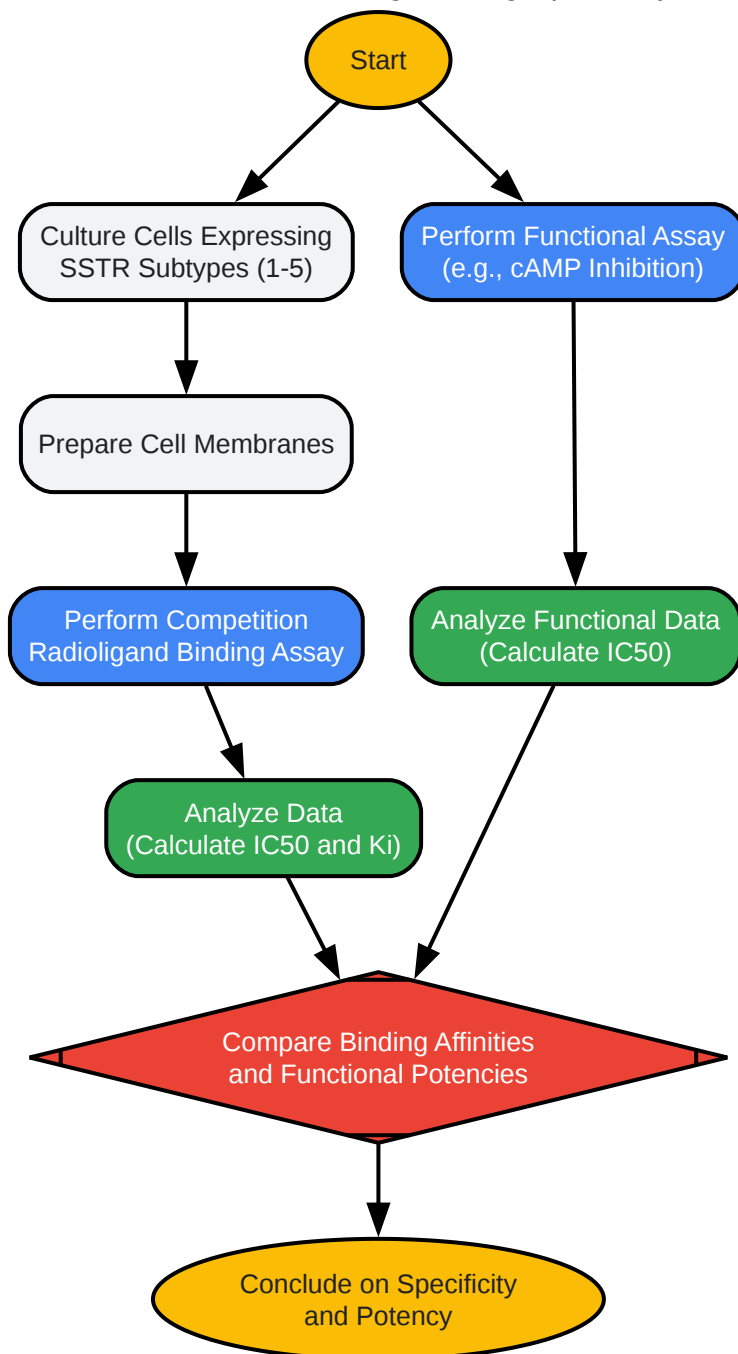 Start
Culture Cells Expressing
SSTR Subtypes (1-5)
Perform Functional Assay
(e.g., cAMP Inhibition)
Prepare Cell Membranes
Perform Competition
Radioligand Binding Assay
Analyze Functional Data
(Calculate IC50)
Analyze Data
(Calculate IC50 and Ki)
Compare Binding Affinities
and Functional Potencies
Conclude on Specificity
and Potency